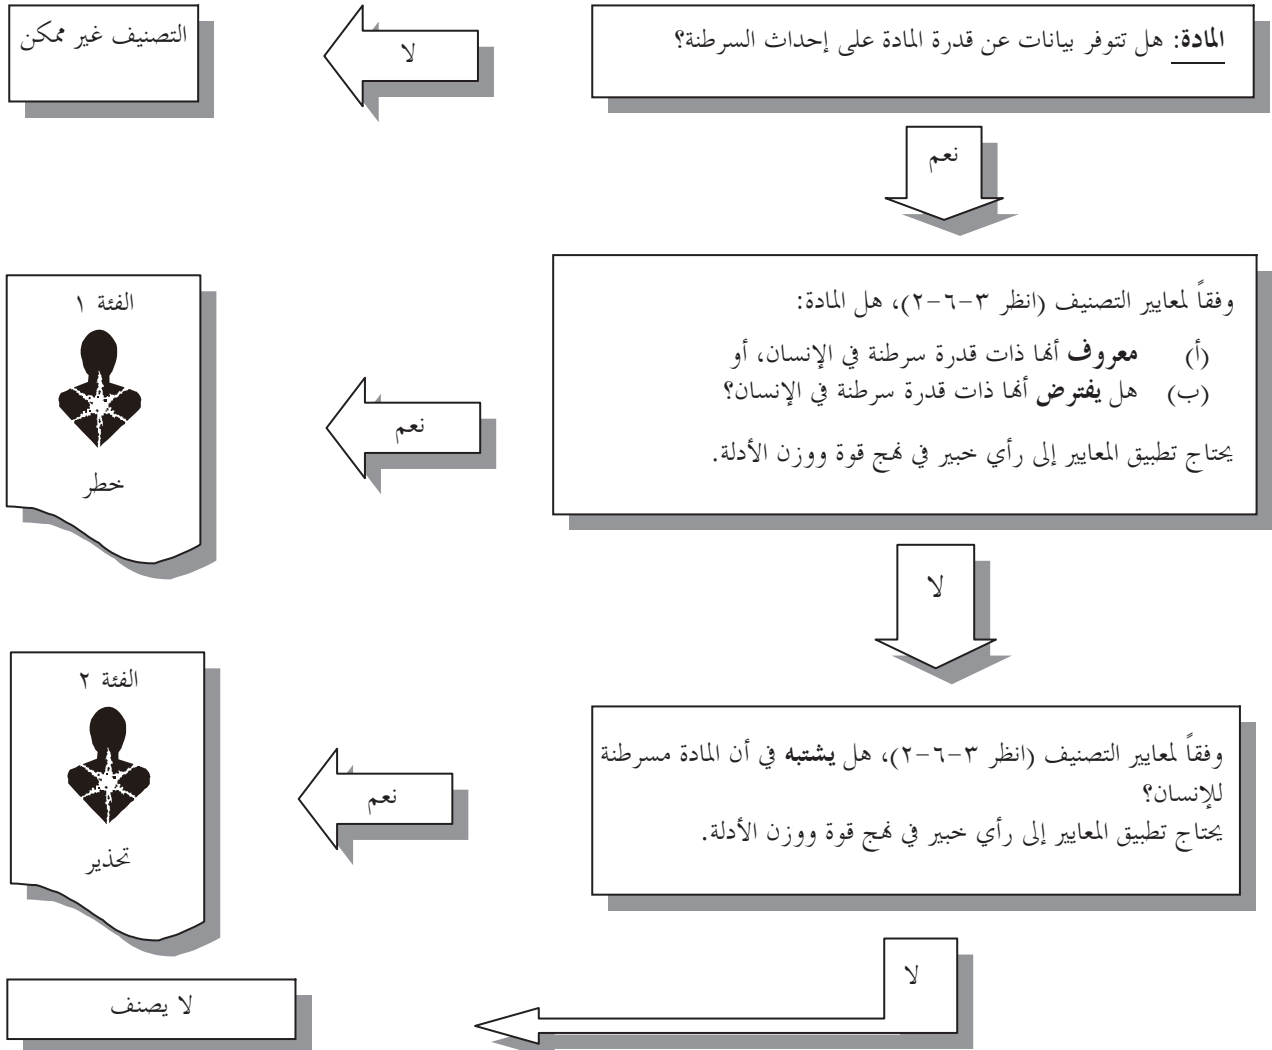 المادة: هل تتوفر بيانات عن قدرة المادة على إحداث السرطنة؟
لا
التصنيف غير ممكن
نعم
وفقاً لمعايير التصنيف (انظر ٣-٦-٢)، هل المادة:
(أ) معروف أنها ذات قدرة سرطنة في الإنسان، أو
(ب) هل يفترض أنها ذات قدرة سرطنة في الإنسان؟
يحتاج تطبيق المعايير إلى رأي خبير في نهج قوة ووزن الأدلة.
نعم
الفئة ١
خطر
لا
وفقاً لمعايير التصنيف (انظر ٣-٦-٢)، هل يشتبه في أن المادة مسرطنة
للإنسان؟
يحتاج تطبيق المعايير إلى رأي خبير في نهج قوة ووزن الأدلة.
نعم
الفئة ٢
تحذير
لا
لا يصنف